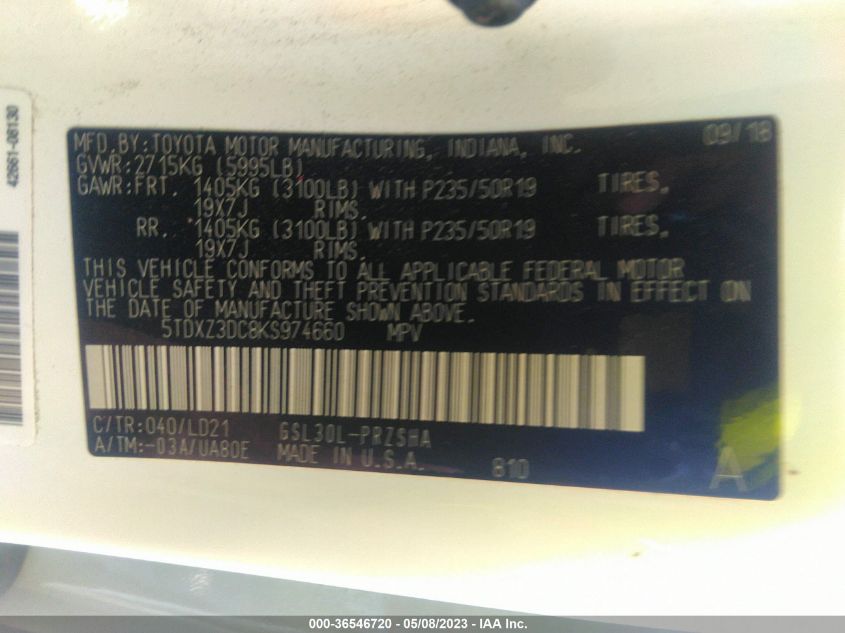 42661-08130
MFD.BY:TOYOTA MOTOR MANUFACTURING, INDIANA, INC. 09/18
GVWR:2715KG (5995LB)
GAWR:FRT. 1405KG (3100LB) WITH P235/50R19 TIRES,
19X7J RIMS.
RR. 1405KG (3100LB) WITH P235/50R19 TIRES,
19X7J RIMS.
THIS VEHICLE CONFORMS TO ALL APPLICABLE FEDERAL MOTOR
VEHICLE SAFETY AND THEFT PREVENTION STANDARDS IN EFFECT ON
THE DATE OF MANUFACTURE SHOWN ABOVE.
5TDXZ3DC8KS974660 MPV
C/TR:040/LD21 GSL30L-PRZSHA
A/TM:-03A/UA80E MADE IN U.S.A. 810 A
000-36546720 - 05/08/2023 - IAA Inc.